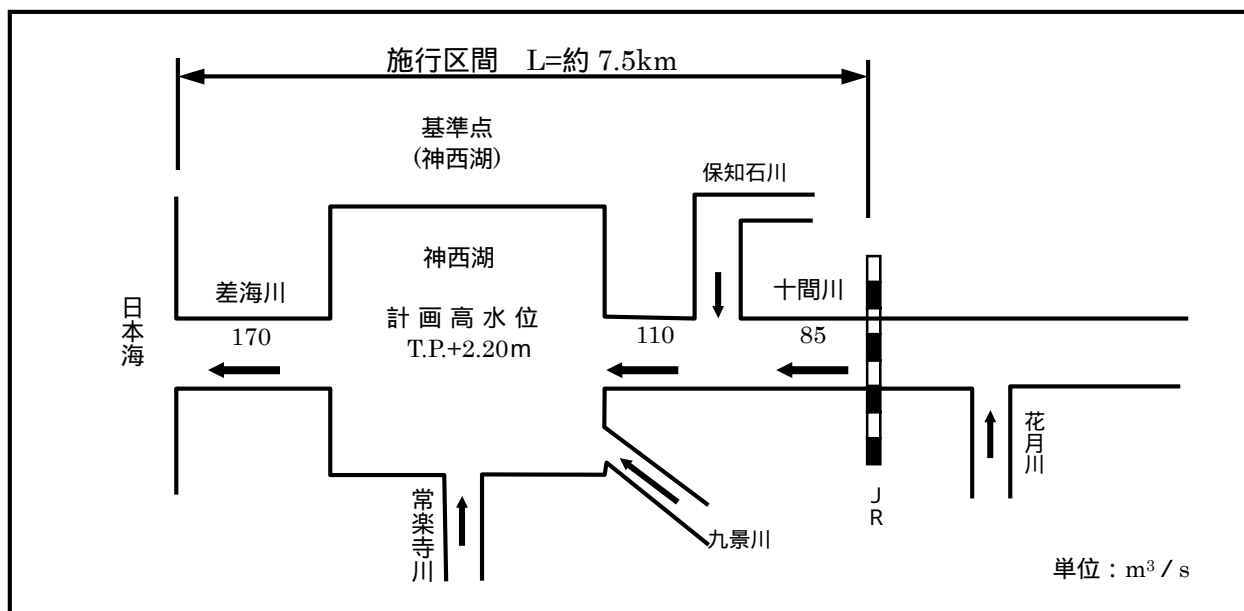 施行区間 L=約 7.5km
基準点
(神西湖)
保知石川
神西湖
差海川
計画高水位
T.P.+2.20m
十間川
日本海
170
110
85
常楽寺川
九景川
花月川
JR
単位：m³／s